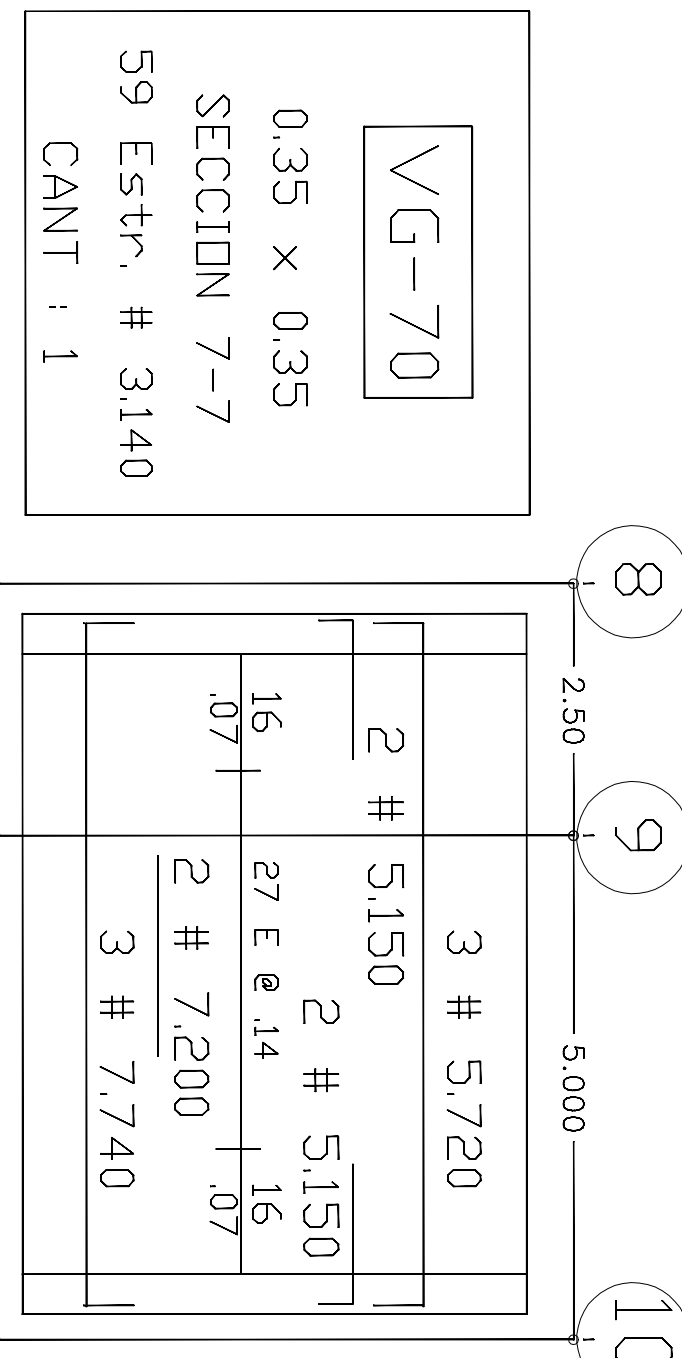 VG-70
0.35 x 0.35
SECCION 7-7
59 Estr. # 3.140
CANT : 1
8
9
10
2.50
5.000
3 # 5.720
2 # 5.150
2 # 5.150
16
27 E @ .14
16
.07
.07
2 # 7.200
3 # 7.740